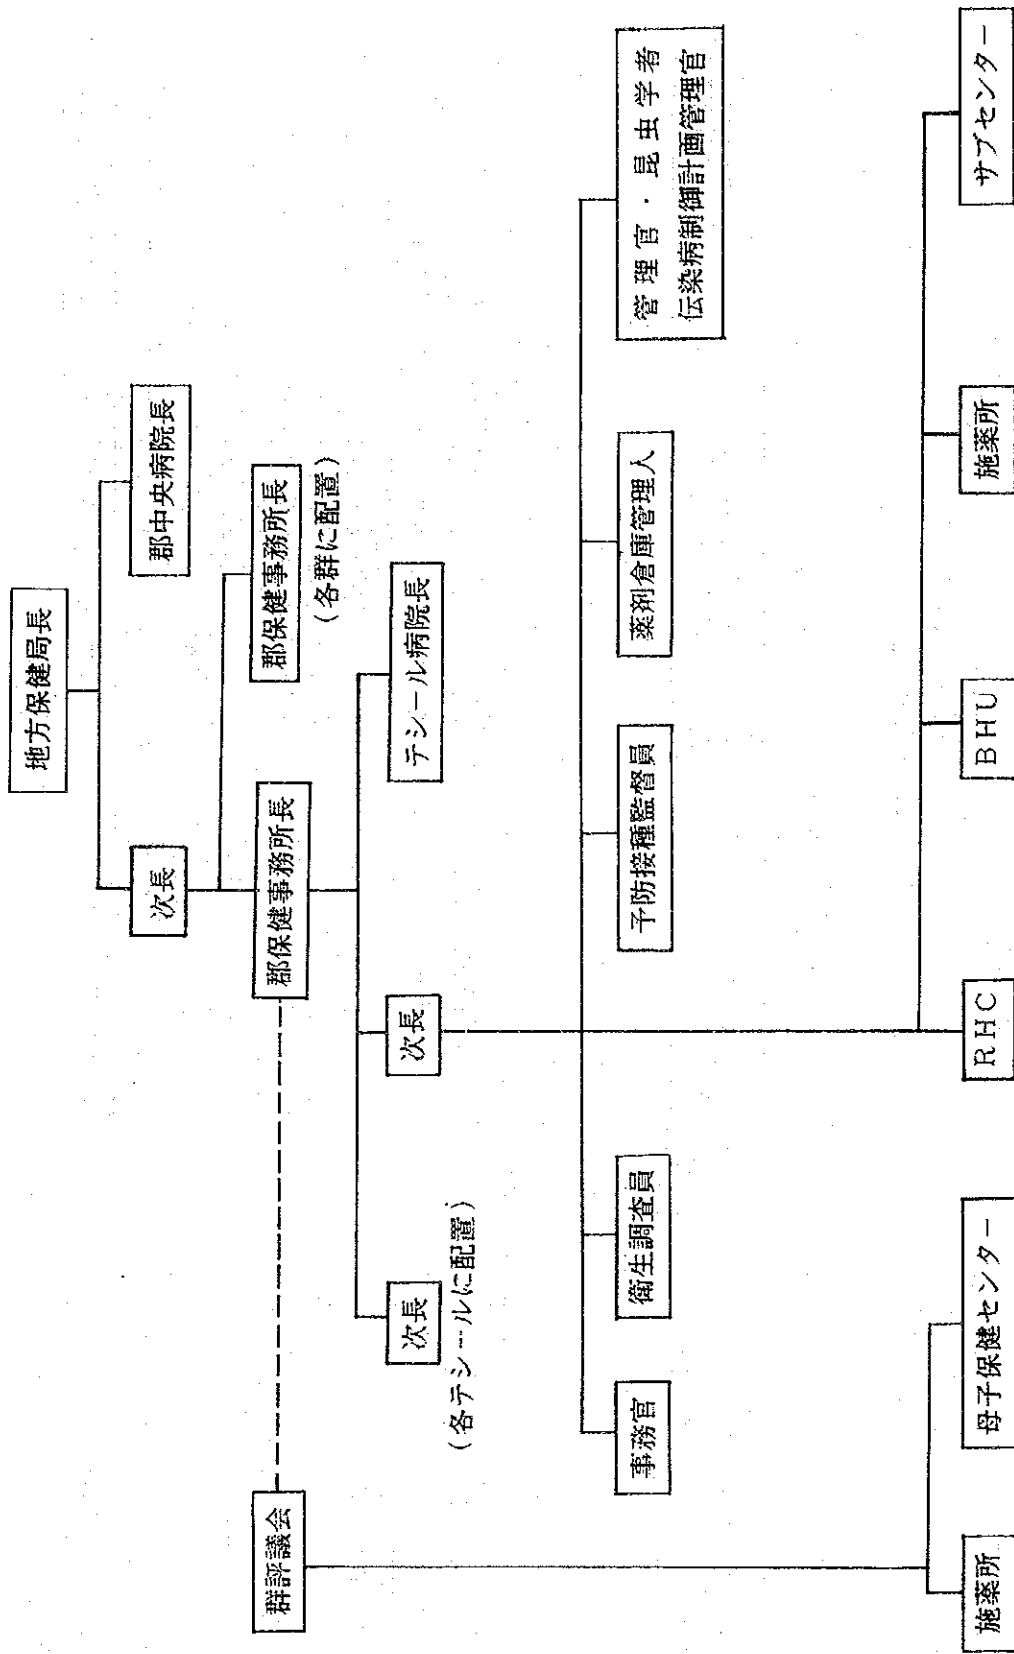 地方保健局長
次長
郡中央病院長
群評議会
郡保健事務所長
郡保健事務所長
(各群に配置)
次長
(各テシールに配置)
次長
テシール病院長
事務官
衛生調査員
予防接種監督員
薬剤倉庫管理人
管理官・昆虫学者
伝染病制御計画管理官
施薬所
母子保健センター
RHC
BHU
施薬所
サブセンター